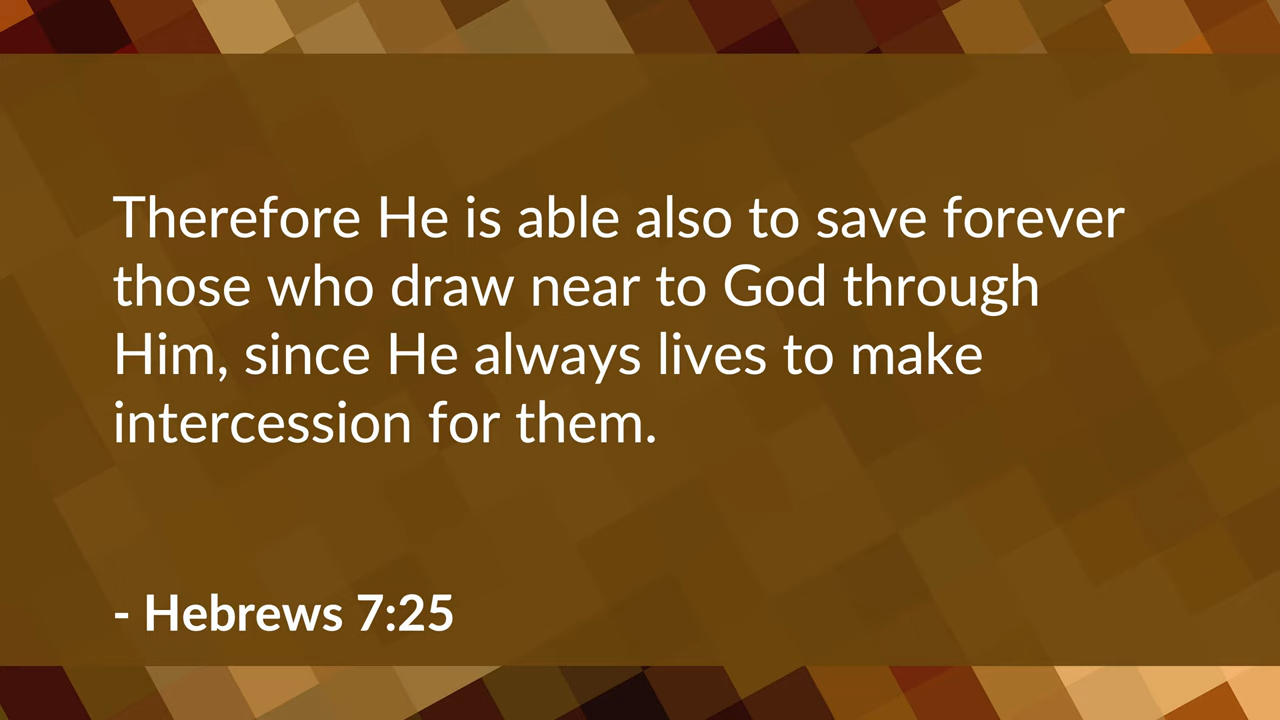 Therefore He is able also to save forever
those who draw near to God through
Him, since He always lives to make
intercession for them.
- Hebrews 7:25